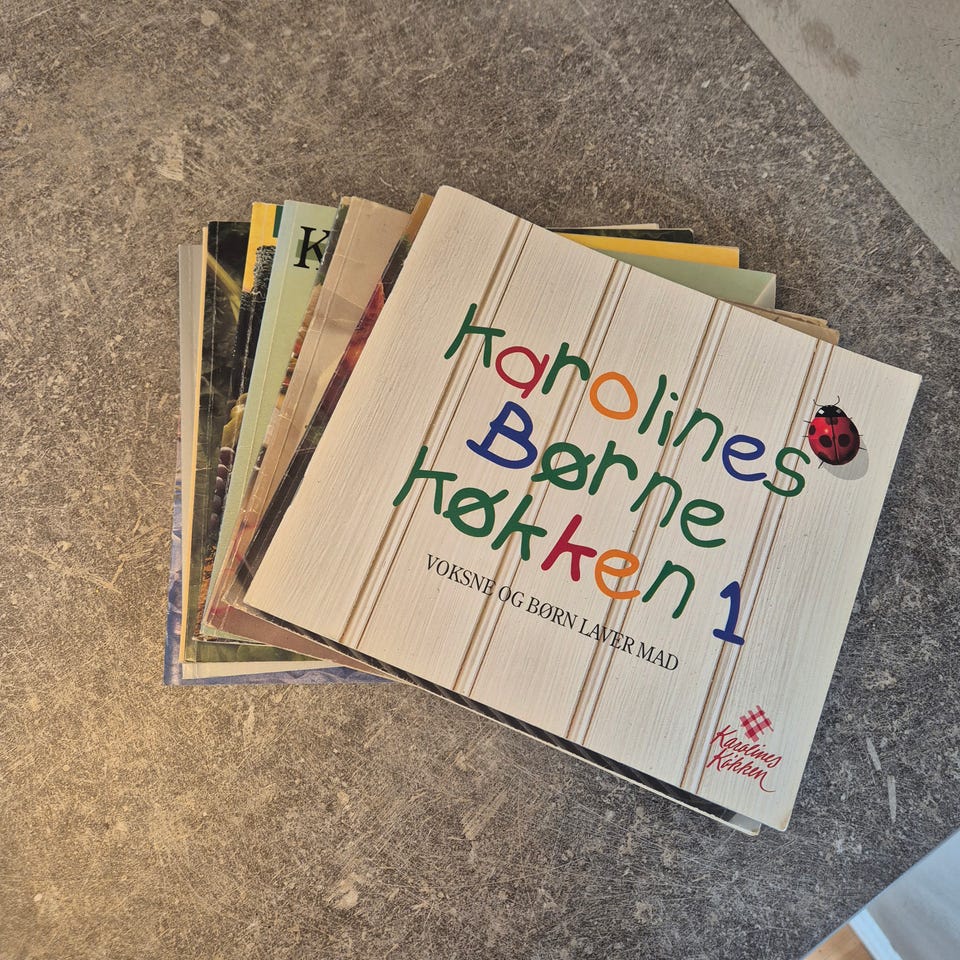 K
karolines
Børne
køkken 1
VOKSNE OG BØRN LAVER MAD
Karolines
Køkken